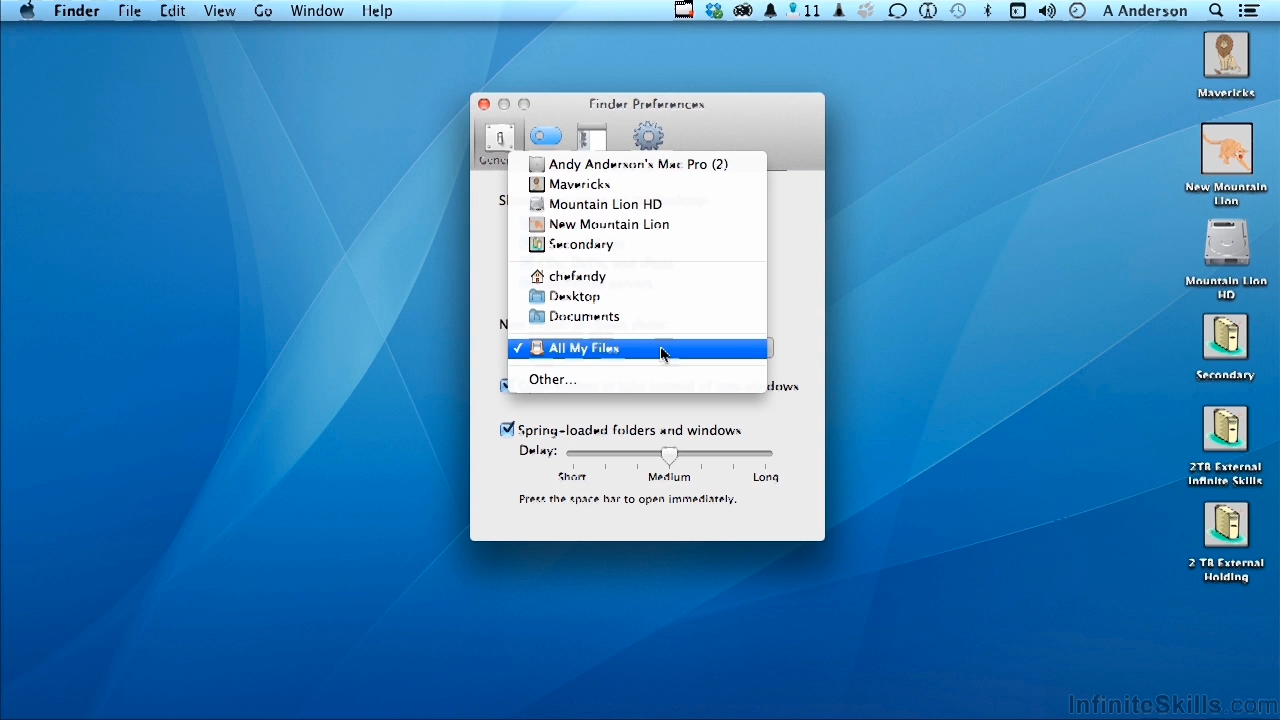 Finder File Edit View Go Window Help 11 A Anderson
Finder Preferences
Andy Anderson's Mac Pro (2)
Mavericks
Mountain Lion HD
New Mountain Lion
Secondary
chefandy
Desktop
Documents
All My Files
Other...
windows
Spring-loaded folders and windows
Delay:
Short Medium Long
Press the space bar to open immediately.
Mavericks
New Mountain
Lion
Mountain Lion
HD
Secondary
2TB External
Infinite Skills
2 TB External
Holding
InfiniteSkills.com